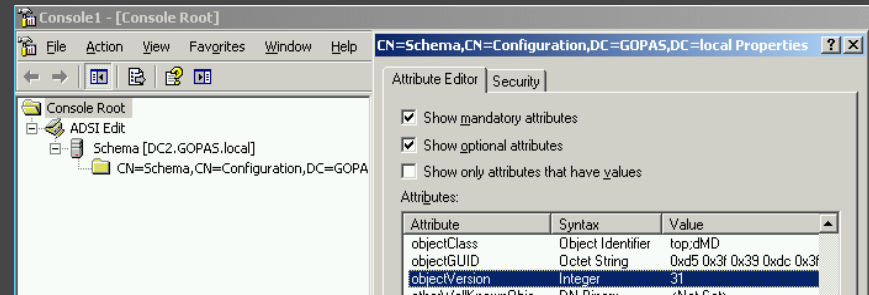 Console1 - [Console Root]
File Action View Favorites Window Help
Console Root
ADSI Edit
Schema [DC2.GOPAS.local]
CN=Schema,CN=Configuration,DC=GOPA
CN=Schema,CN=Configuration,DC=GOPAS,DC=local Properties
Attribute Editor Security
Show mandatory attributes
Show optional attributes
Show only attributes that have values
Attributes:
Attribute Syntax Value
objectClass Object Identifier top;dMD
objectGUID Octet String 0xd5 0x3f 0x39 0xdc 0x3f
objectVersion Integer 31